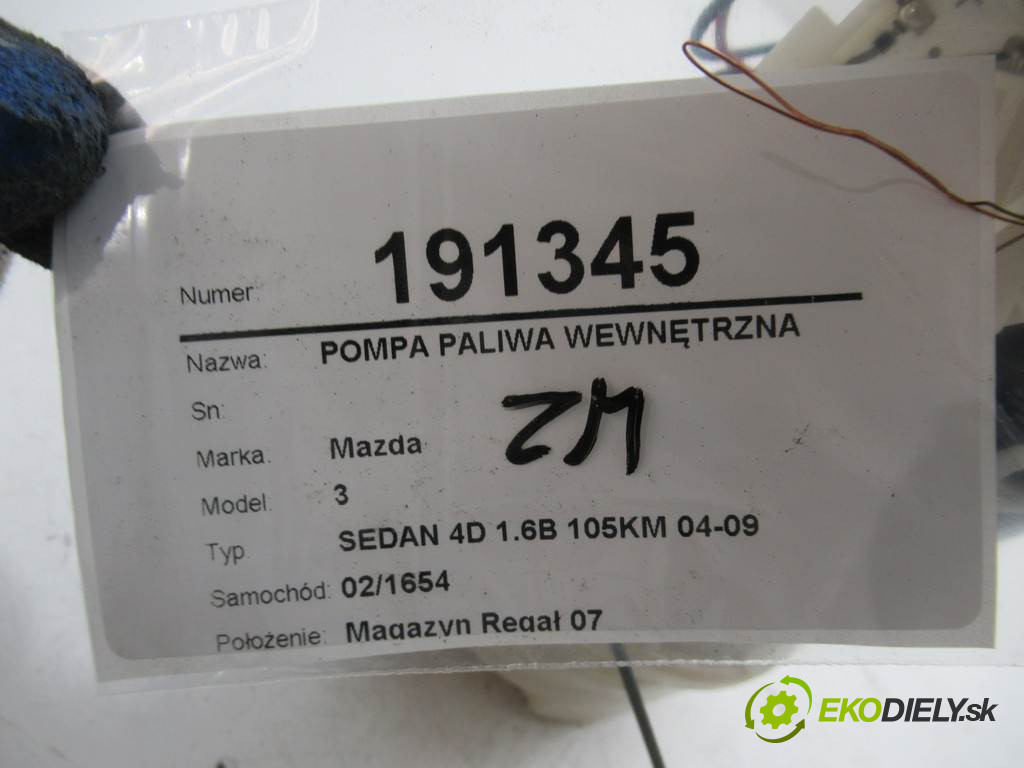 Numer: 191345
Nazwa: POMPA PALIWA WEWNĘTRZNA
Sn:
Marka: Mazda
ZM
Model: 3
Typ: SEDAN 4D 1.6B 105KM 04-09
Samochód: 02/1654
Położenie: Magazyn Regał 07
EKODIELY.sk